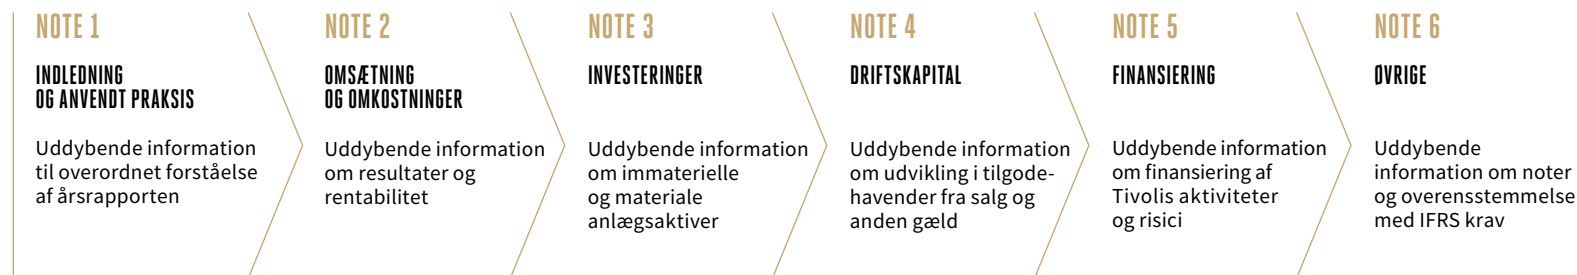 NOTE 1
INDLEDNING
OG ANVENDT PRAKSIS
Uddybende information
til overordnet forståelse
af årsrapporten
NOTE 2
OMSÆTNING
OG OMKOSTNINGER
Uddybende information
om resultater og
rentabilitet
NOTE 3
INVESTERINGER
Uddybende information
om immaterielle
og materiale
anlægsaktiver
NOTE 4
DRIFTSKAPITAL
Uddybende information
om udvikling i tilgode-
havender fra salg og
anden gæld
NOTE 5
FINANSIERING
Uddybende information
om finansiering af
Tivolis aktiviteter
og risici
NOTE 6
ØVRIGE
Uddybende
information om noter
og overensstemmelse
med IFRS krav